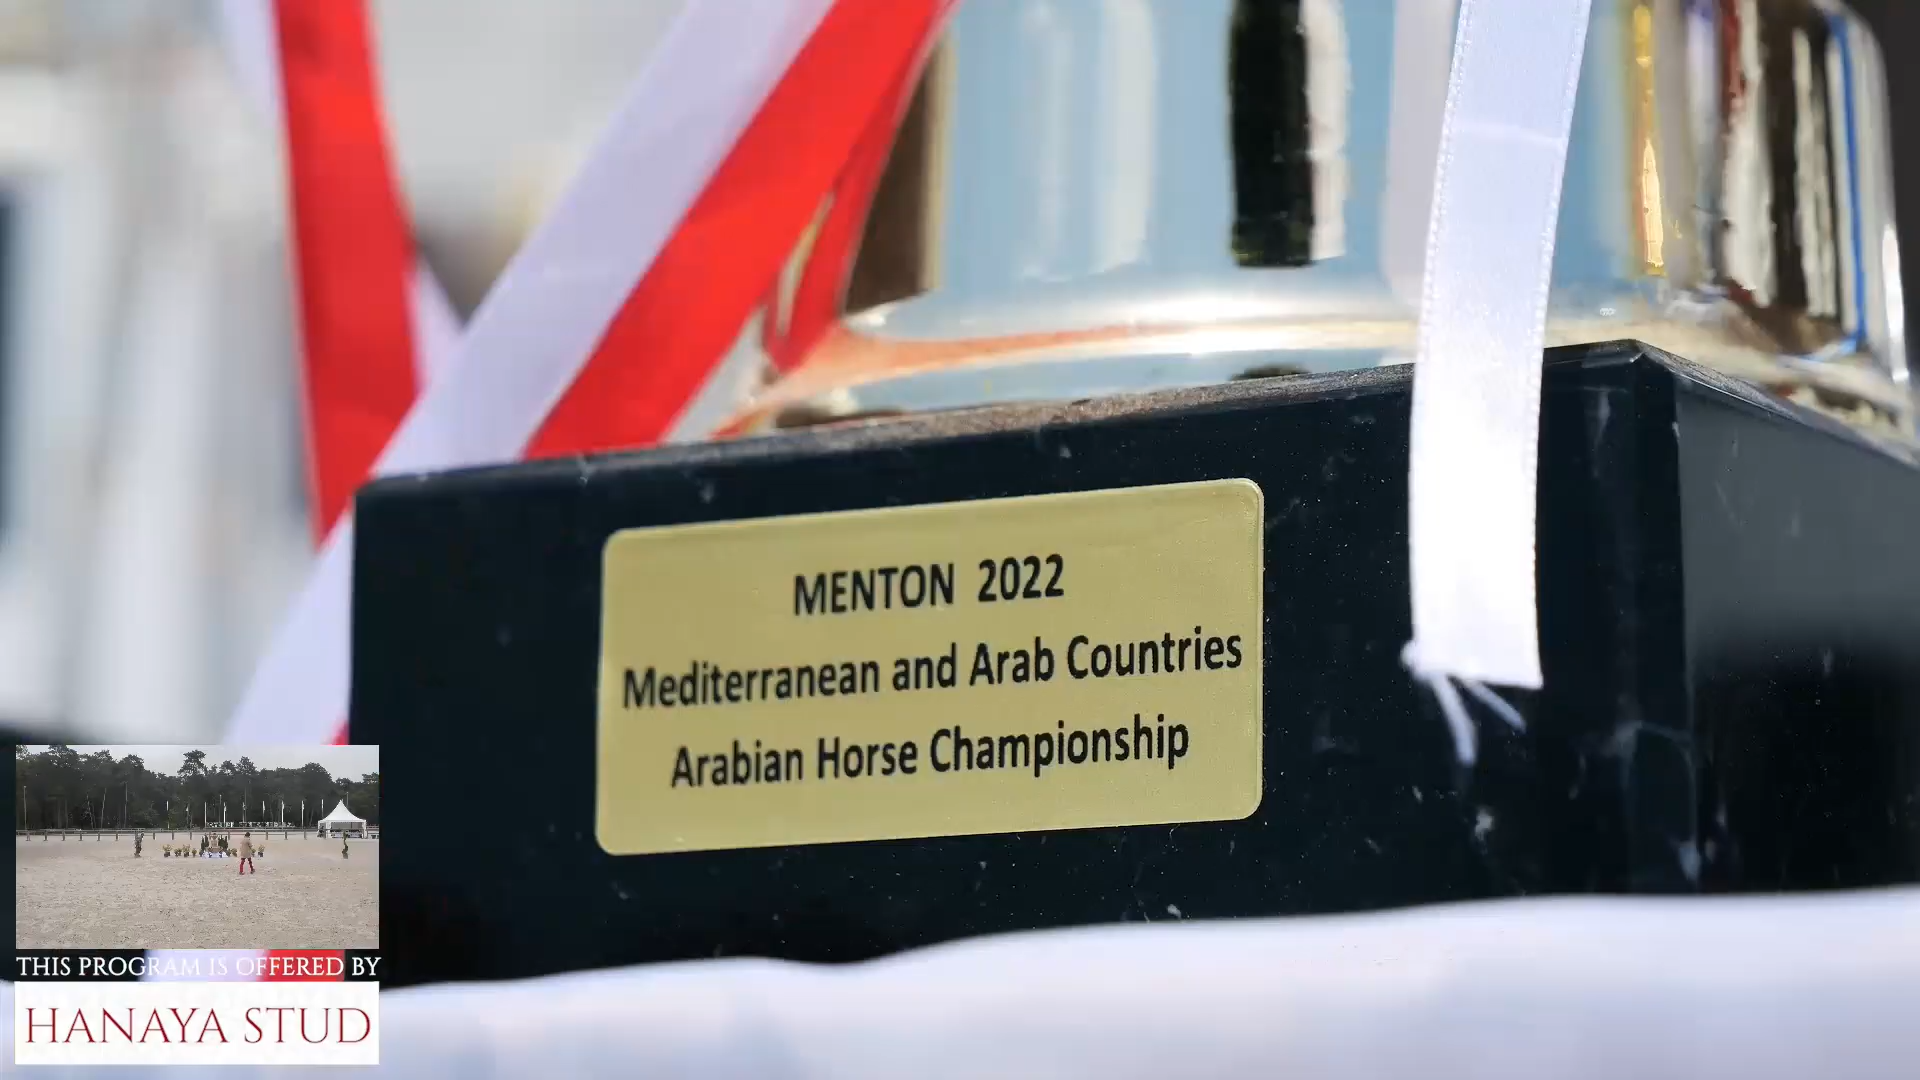 MENTON 2022
Mediterranean and Arab Countries
Arabian Horse Championship
THIS PROGRAM IS OFFERED BY
HANAYA STUD